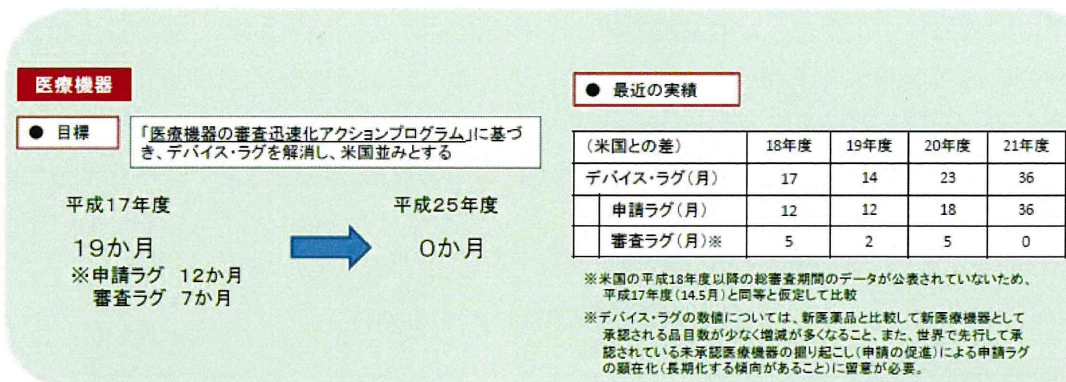 医療機器
● 目標
「医療機器の審査迅速化アクションプログラム」に基づ
き、デバイス・ラグを解消し、米国並みとする
平成17年度
平成25年度
19か月
0か月
※申請ラグ 12か月
審査ラグ 7か月
● 最近の実績
(米国との差) 18年度 19年度 20年度 21年度
デバイス・ラグ(月) 17 14 23 36
申請ラグ(月) 12 12 18 36
審査ラグ(月)※ 5 2 5 0
※米国の平成18年度以降の総審査期間のデータが公表されていないため、
平成17年度(14.5月)と同等と仮定して比較
※デバイス・ラグの数値については、新医薬品と比較して新医療機器として
承認される品目数が少なく増減が多くなること、また、世界で先行して承
認されている未承認医療機器の掘り起こし(申請の促進)による申請ラグ
の顕在化(長期化する傾向があること)に留意が必要。